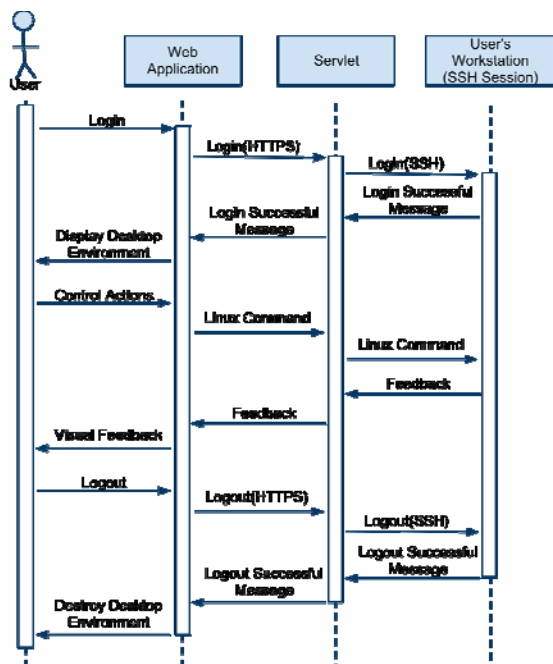 User
Web
Application
Servlet
User's
Workstation
(SSH Session)
Login
Login(HTTPS)
Login(SSH)
Login Successful
Message
Login Successful
Message
Display Desktop
Environment
Control Actions
Linux Command
Linux Command
Feedback
Feedback
Visual Feedback
Logout
Logout(HTTPS)
Logout(SSH)
Logout Successful
Message
Logout Successful
Message
Destroy Desktop
Environment